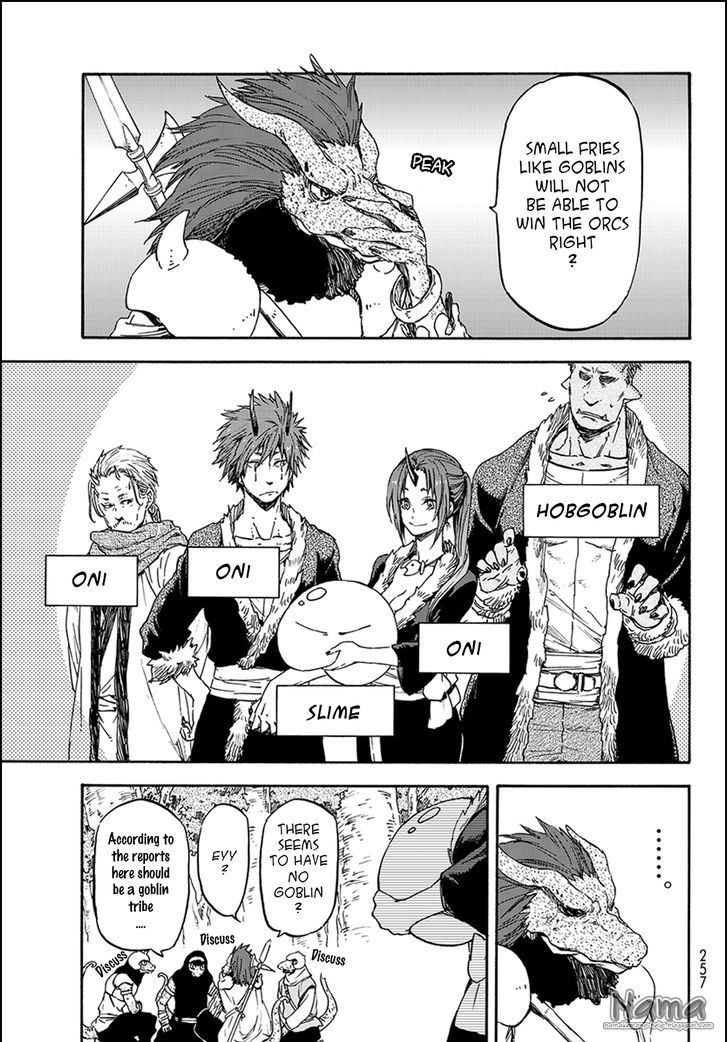 SMALL FRIES
LIKE GOBLINS
WILL NOT
BE ABLE TO
WIN THE ORCS
RIGHT
?
PEAK
HOBGOBLIN
ONI
ONI
ONI
SLIME
THERE
SEEMS
TO HAVE
NO
GOBLIN
?
EYY
?
According to
the reports
here should
be a goblin
tribe
....
Discuss
Discuss
Discuss
......。
257
Nama